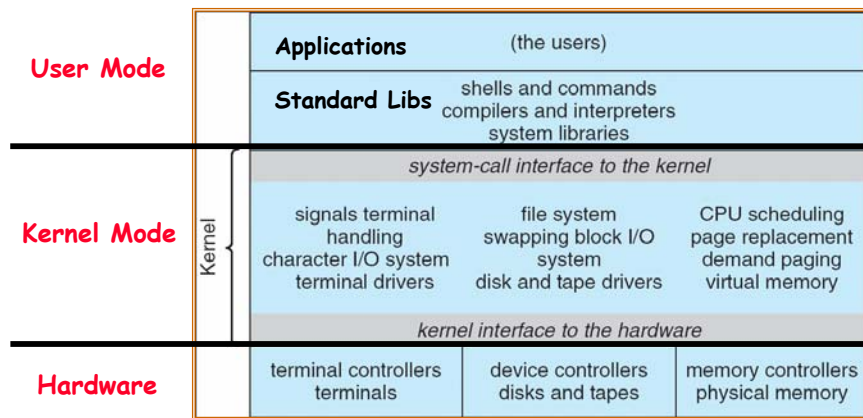 User Mode
Applications (the users)
Standard Libs
shells and commands
compilers and interpreters
system libraries
Kernel Mode
Kernel
system-call interface to the kernel
signals terminal
handling
character I/O system
terminal drivers
file system
swapping block I/O
system
disk and tape drivers
CPU scheduling
page replacement
demand paging
virtual memory
kernel interface to the hardware
Hardware
terminal controllers
terminals
device controllers
disks and tapes
memory controllers
physical memory